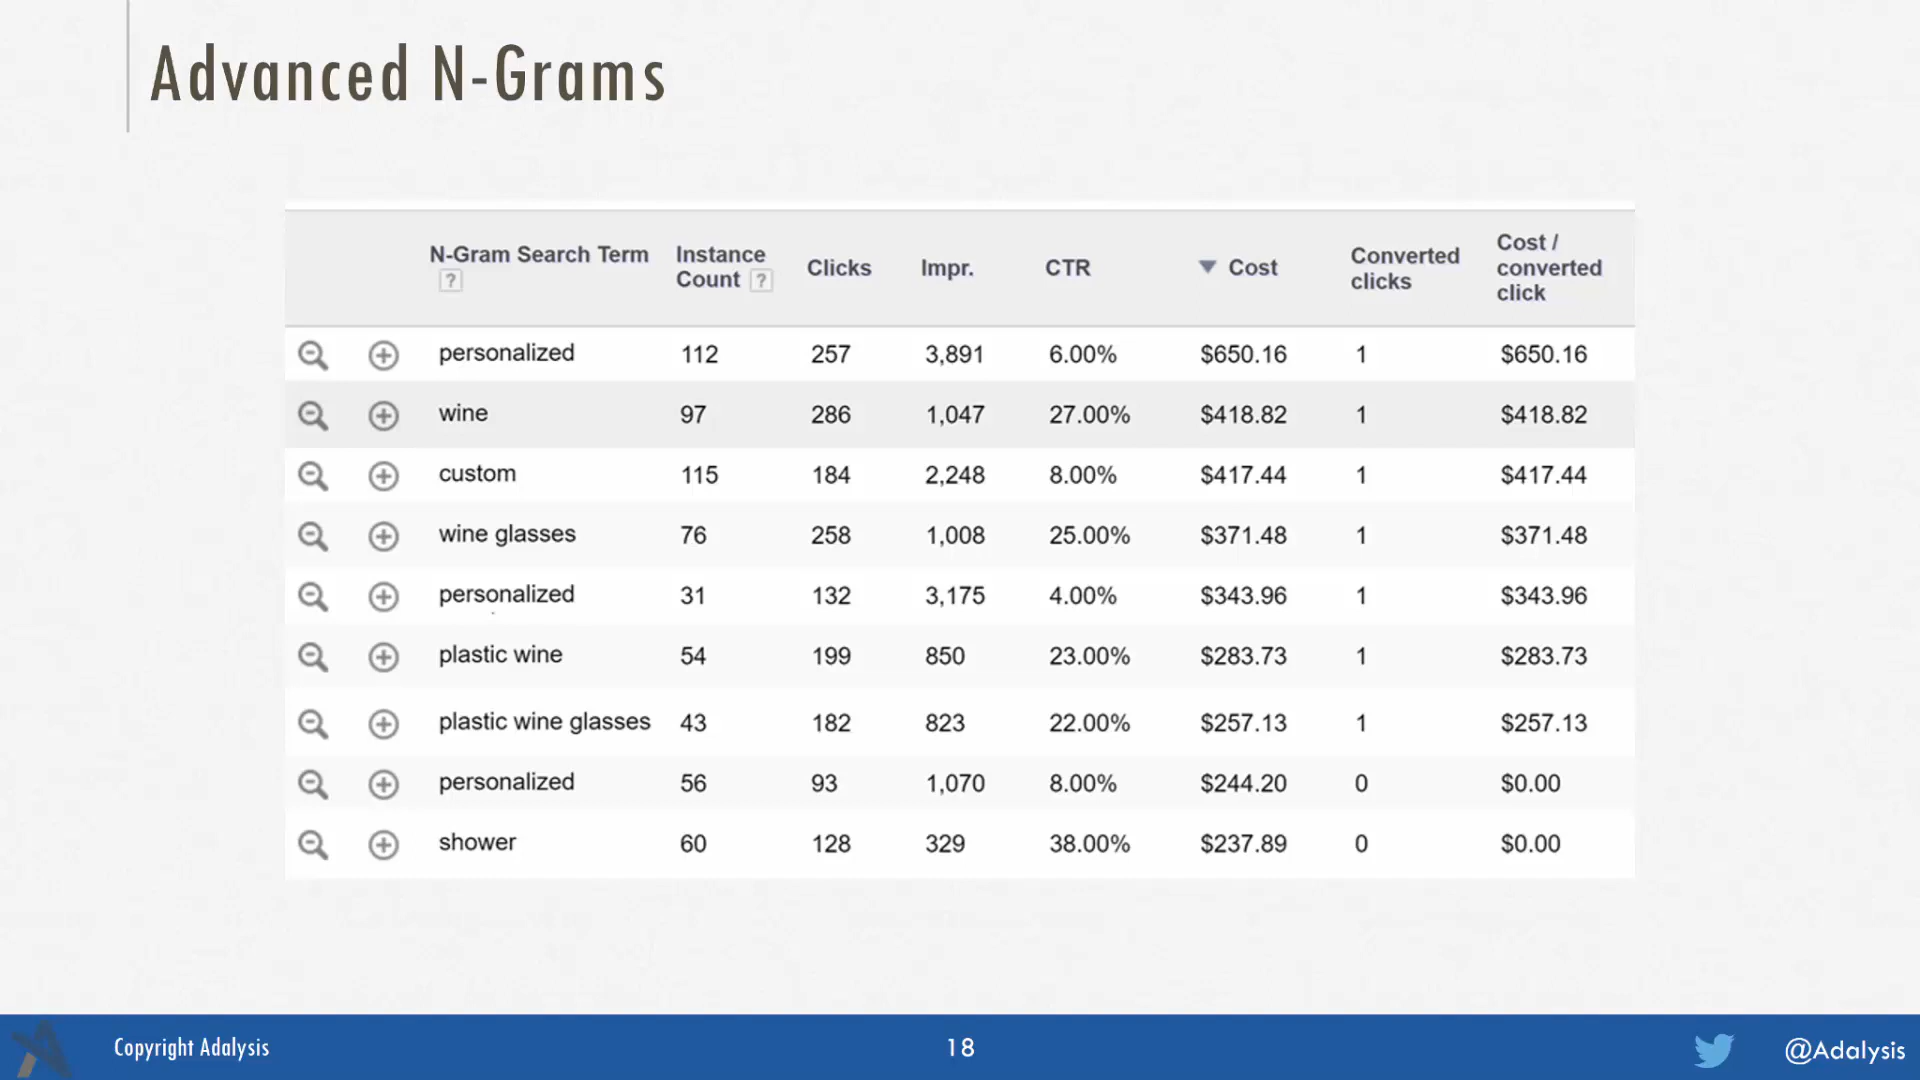 Advanced N-Grams
N-Gram Search Term ?
Instance Count ?
Clicks
Impr.
CTR
▼ Cost
Converted clicks
Cost / converted click
personalized 112 257 3,891 6.00% $650.16 1 $650.16
wine 97 286 1,047 27.00% $418.82 1 $418.82
custom 115 184 2,248 8.00% $417.44 1 $417.44
wine glasses 76 258 1,008 25.00% $371.48 1 $371.48
personalized 31 132 3,175 4.00% $343.96 1 $343.96
plastic wine 54 199 850 23.00% $283.73 1 $283.73
plastic wine glasses 43 182 823 22.00% $257.13 1 $257.13
personalized 56 93 1,070 8.00% $244.20 0 $0.00
shower 60 128 329 38.00% $237.89 0 $0.00
Copyright Adalysis
18
@Adalysis